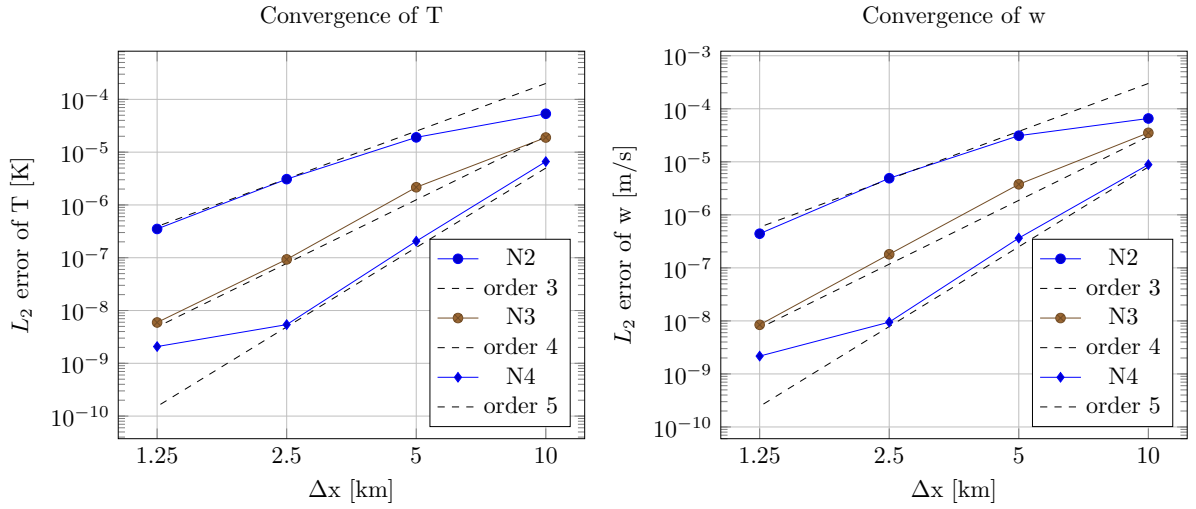 Convergence of T
10^{-4}
10^{-5}
10^{-6}
10^{-7}
10^{-8}
10^{-9}
10^{-10}
L_2 error of T [K]
N2
order 3
N3
order 4
N4
order 5
1.25 2.5 5 10
Δx [km]
Convergence of w
10^{-3}
10^{-4}
10^{-5}
10^{-6}
10^{-7}
10^{-8}
10^{-9}
10^{-10}
L_2 error of w [m/s]
N2
order 3
N3
order 4
N4
order 5
1.25 2.5 5 10
Δx [km]